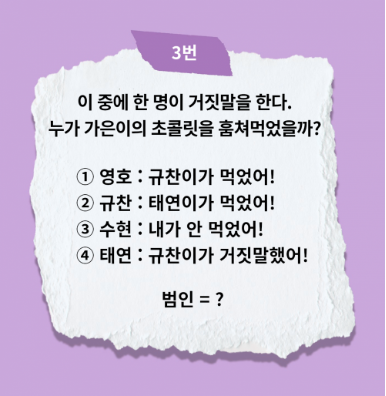 3번
이 중에 한 명이 거짓말을 한다.
누가 가은이의 초콜릿을 훔쳐먹었을까?
① 영호 : 규찬이가 먹었어!
② 규찬 : 태연이가 먹었어!
③ 수현 : 내가 안 먹었어!
④ 태연 : 규찬이가 거짓말했어!
범인 = ?